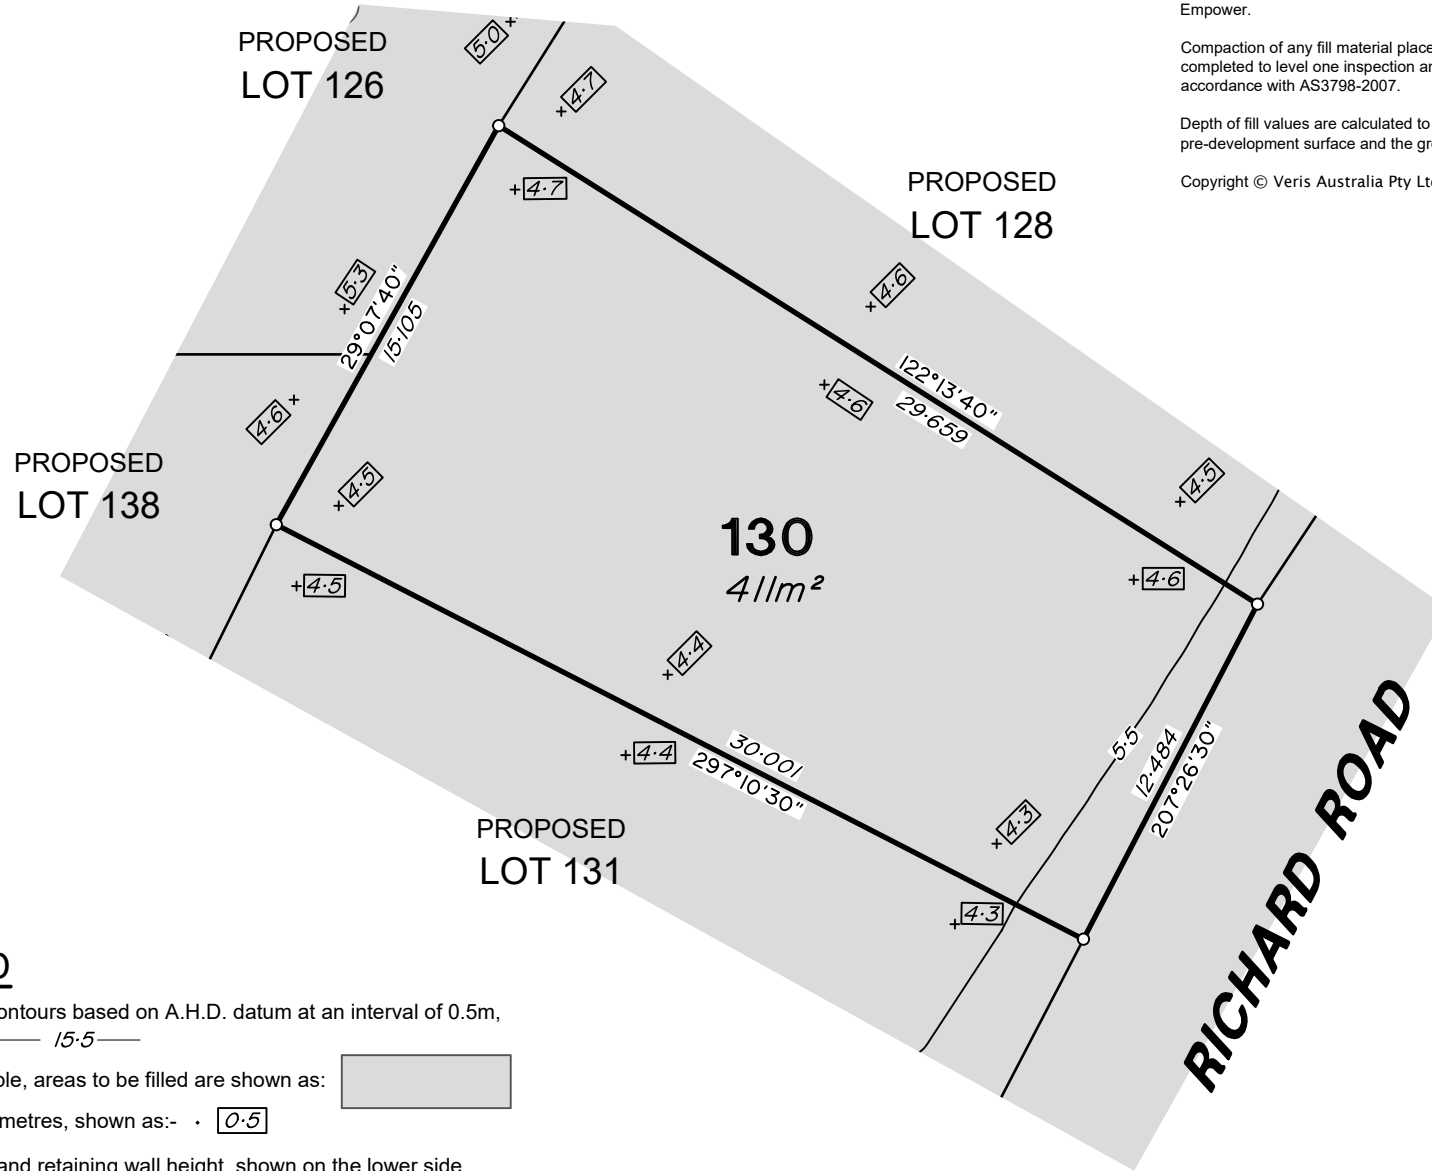 Empower.
Compaction of any fill material place
completed to level one inspection a
accordance with AS3798-2007.
Depth of fill values are calculated to
pre-development surface and the gr
Copyright © Veris Australia Pty Lt
PROPOSED
LOT 126
5·0
4·7
4·7
PROPOSED
LOT 128
5·3
29°07'40"
15·105
4·6
4·6
122°13'40"
29·659
4·6
4·5
PROPOSED
LOT 138
4·5
130
411m²
4·5
4·6
4·4
4·4
30·001
297°10'30"
5·5
12·484
207°26'30"
4·3
4·3
PROPOSED
LOT 131
RICHARD ROAD
D
ontours based on A.H.D. datum at an interval of 0.5m,
15·5
ole, areas to be filled are shown as:
metres, shown as:- · 0·5
and retaining wall height, shown on the lower side